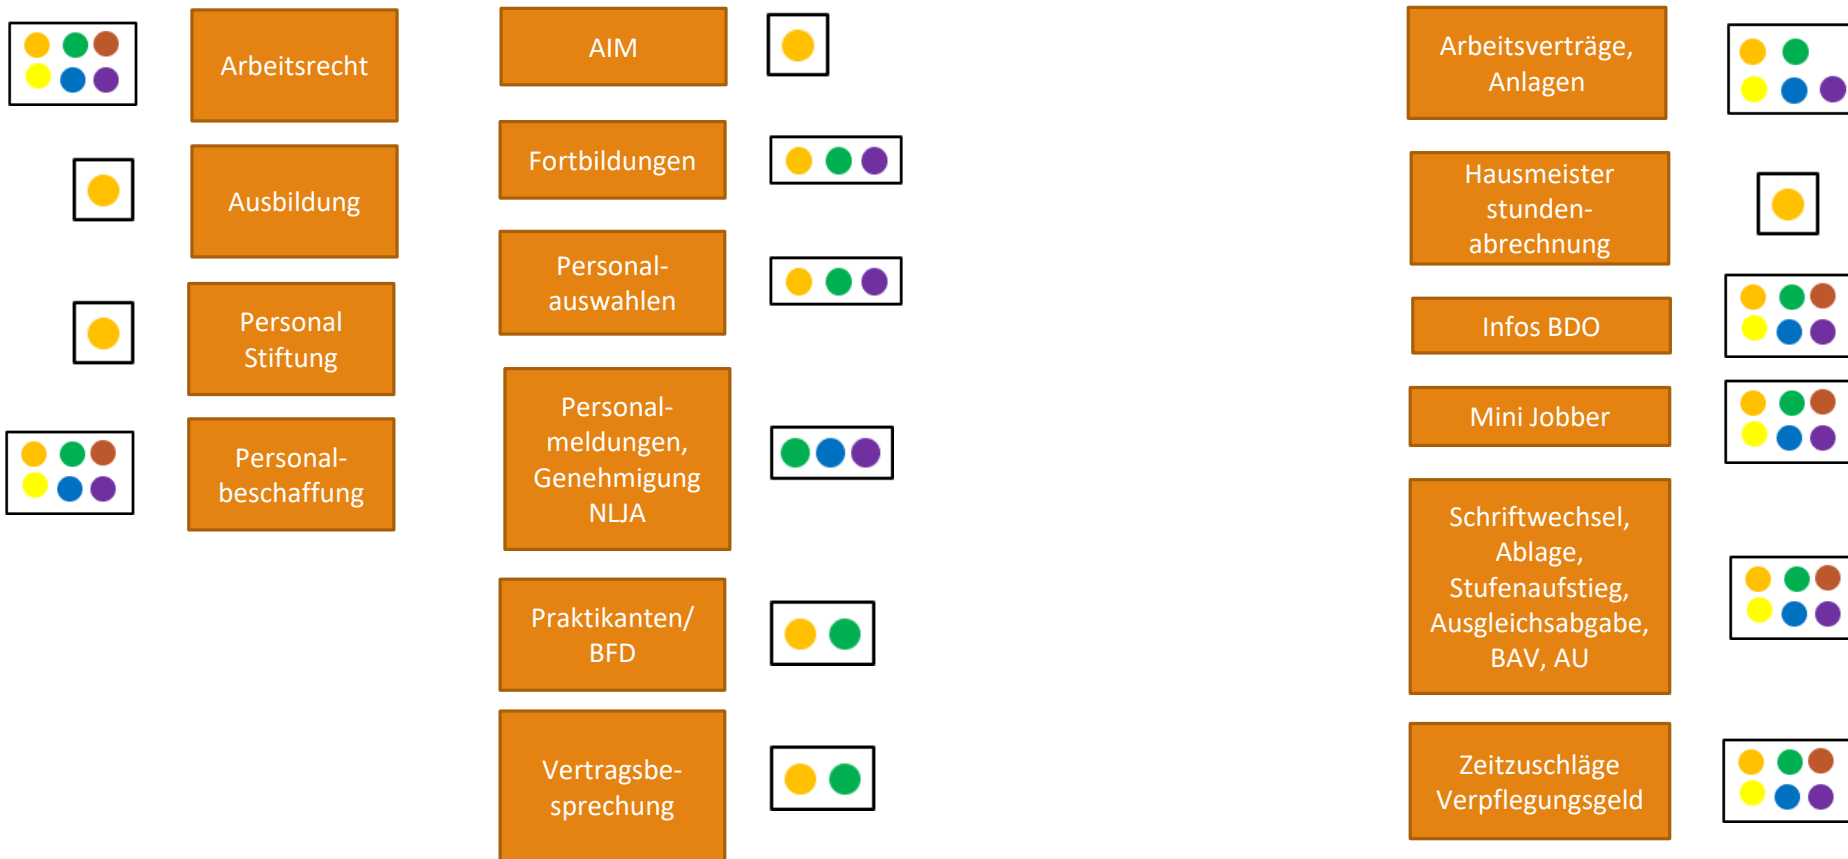 Arbeitsrecht
Ausbildung
Personal
Stiftung
Personal-
beschaffung
AIM
Fortbildungen
Personal-
auswahlen
Personal-
meldungen,
Genehmigung
NLJA
Praktikanten/
BFD
Vertragsbe-
sprechung
Arbeitsverträge,
Anlagen
Hausmeister
stunden-
abrechnung
Infos BDO
Mini Jobber
Schriftwechsel,
Ablage,
Stufenaufstieg,
Ausgleichsabgabe,
BAV, AU
Zeitzuschläge
Verpflegungsgeld